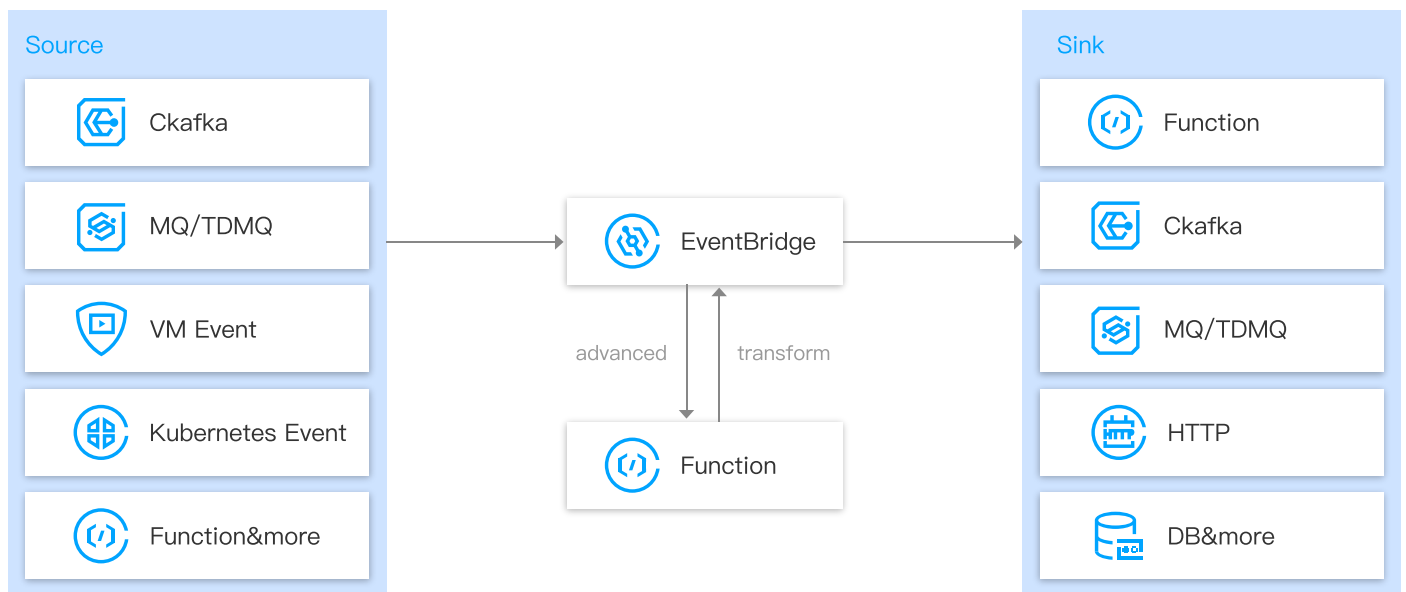 Source
Ckafka
MQ/TDMQ
VM Event
Kubernetes Event
Function&more
EventBridge
advanced
transform
Function
Sink
Function
Ckafka
MQ/TDMQ
HTTP
HTTP
DB&more